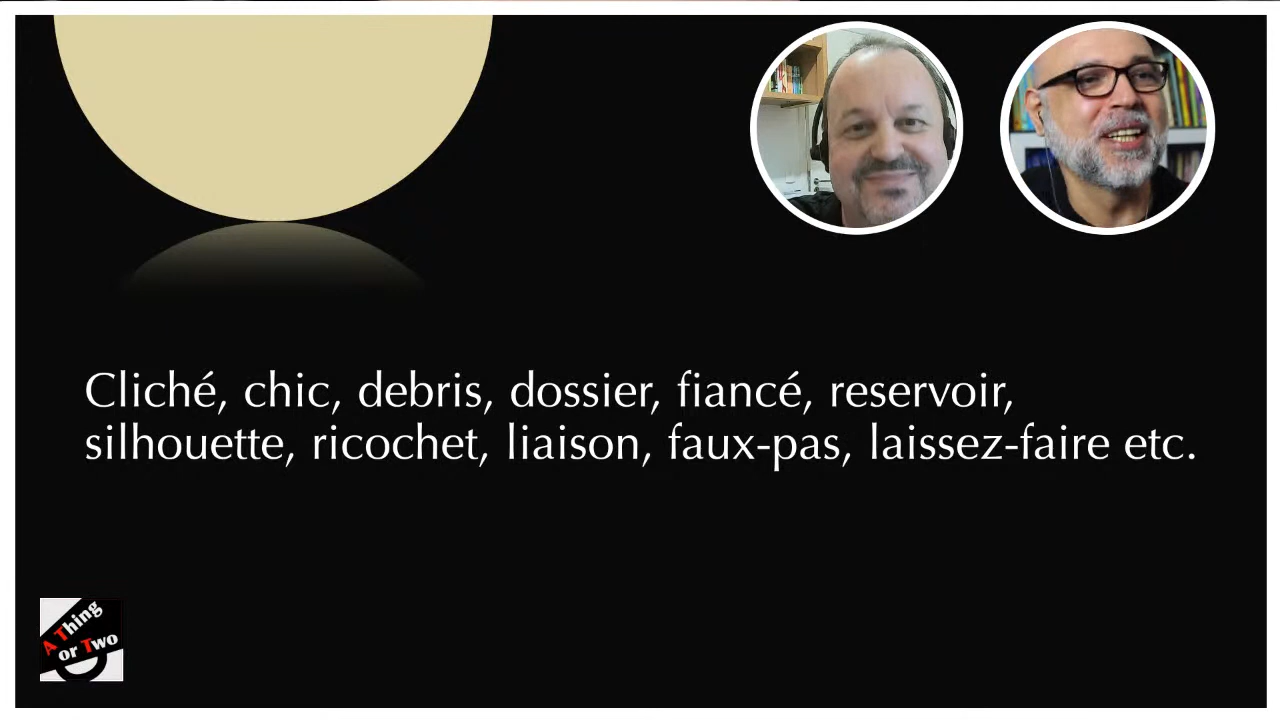 Cliché, chic, debris, dossier, fiancé, reservoir,
silhouette, ricochet, liaison, faux-pas, laissez-faire etc.
A Thing
or Two